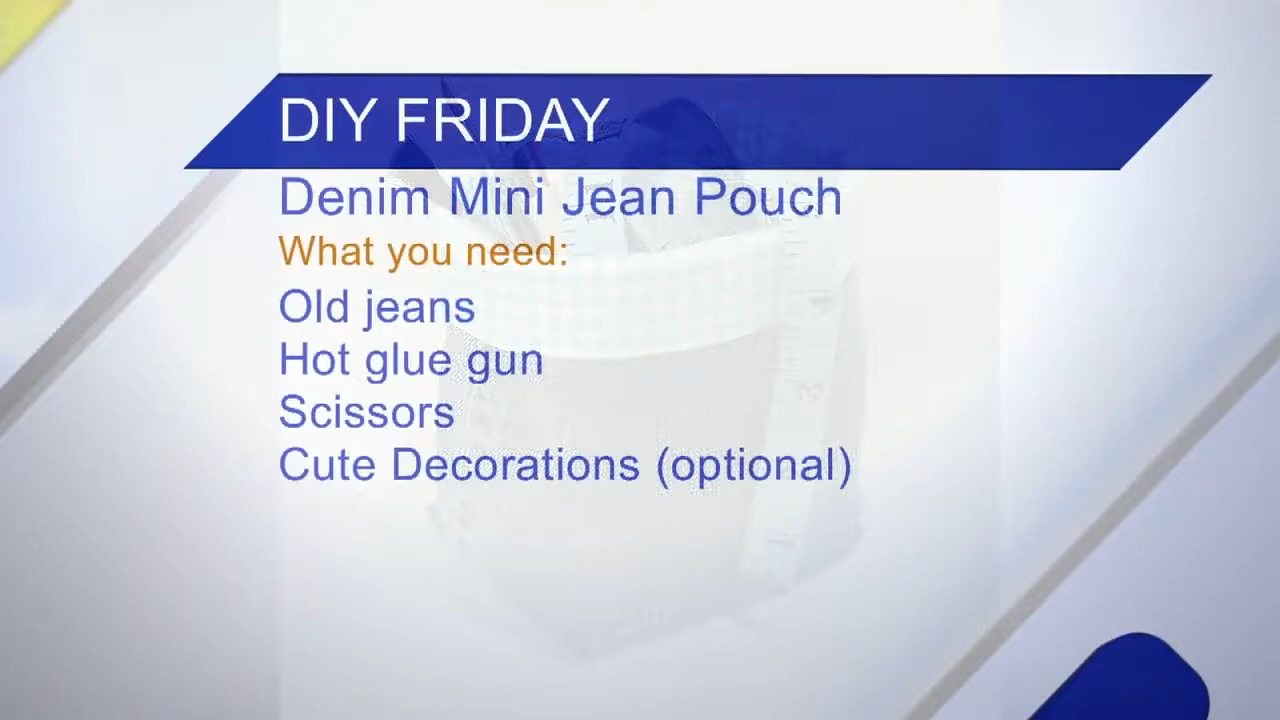 DIY FRIDAY
Denim Mini Jean Pouch
What you need:
Old jeans
Hot glue gun
Scissors
Cute Decorations (optional)